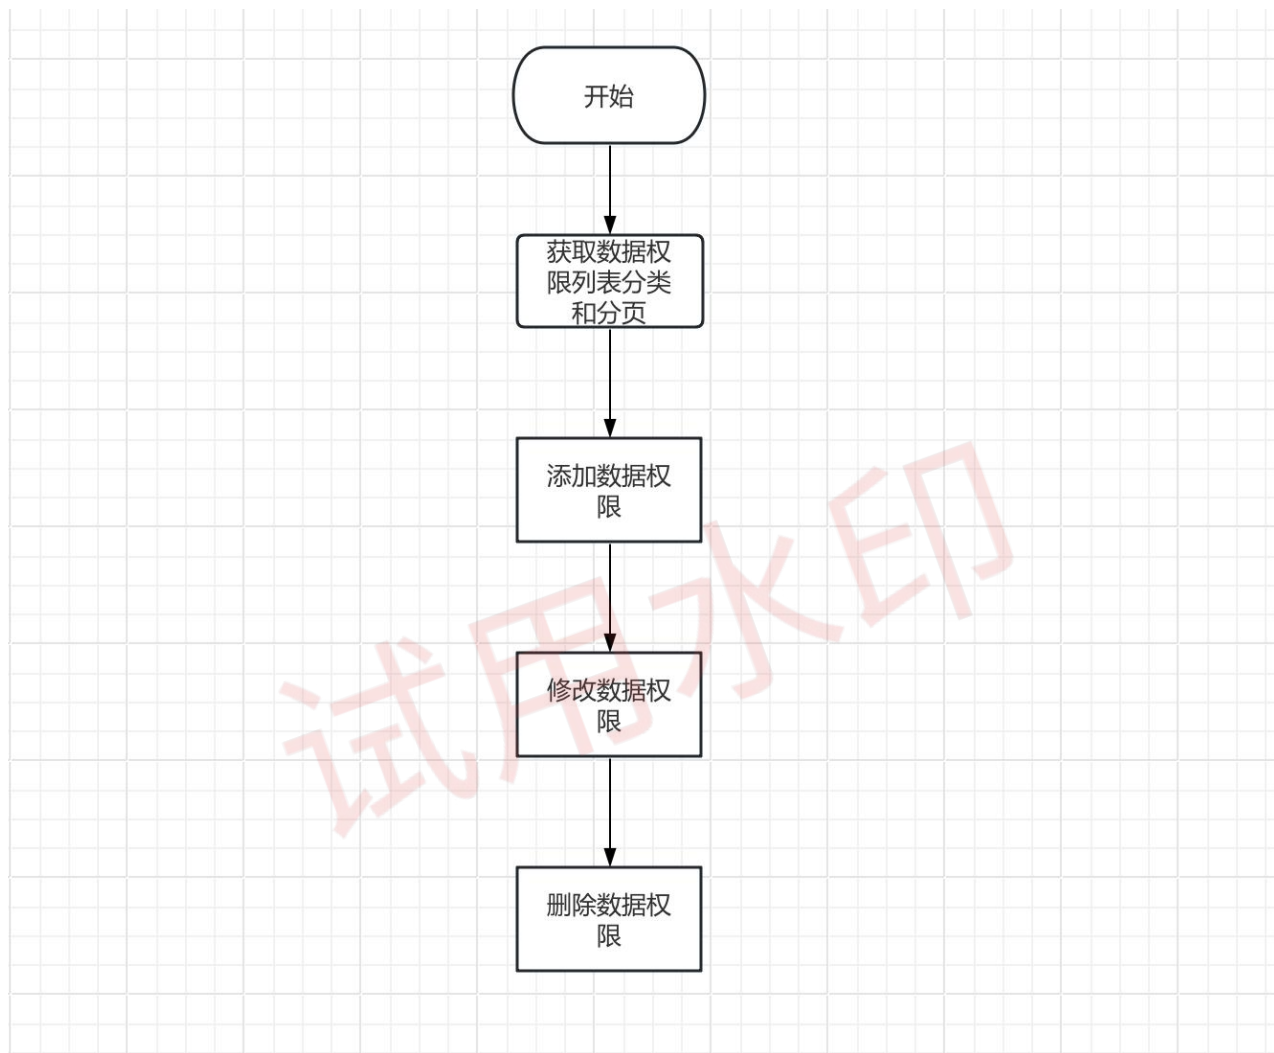 开始
获取数据权
限列表分类
和分页
添加数据权
限
修改数据权
限
删除数据权
限
试用水印